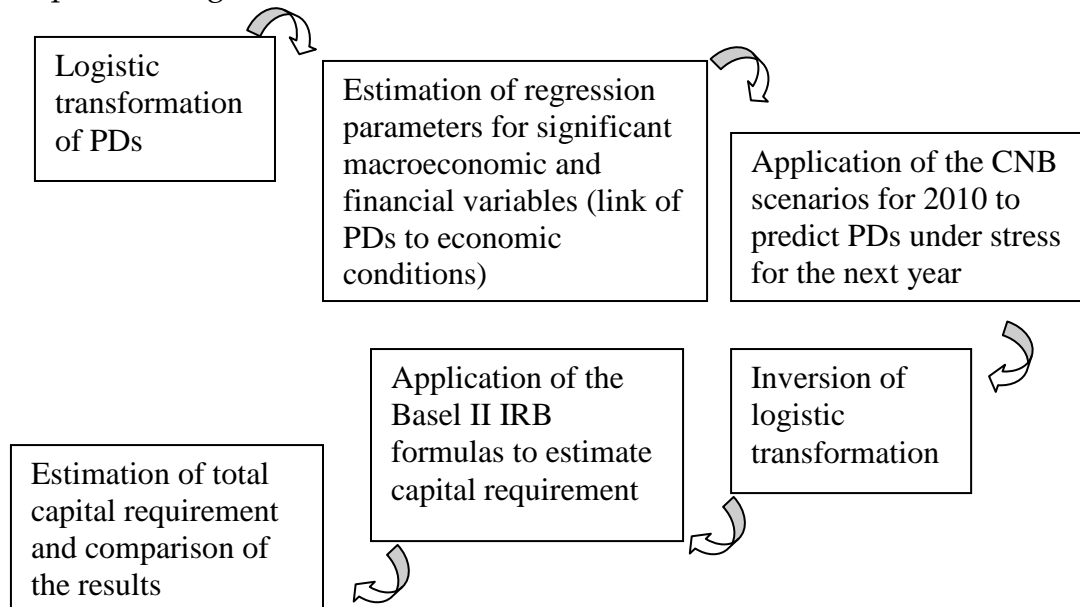 Logistic
transformation
of PDs
Estimation of regression
parameters for significant
macroeconomic and
financial variables (link of
PDs to economic
conditions)
Application of the CNB
scenarios for 2010 to
predict PDs under stress
for the next year
Inversion of
logistic
transformation
Application of the
Basel II IRB
formulas to estimate
capital requirement
Estimation of total
capital requirement
and comparison of
the results